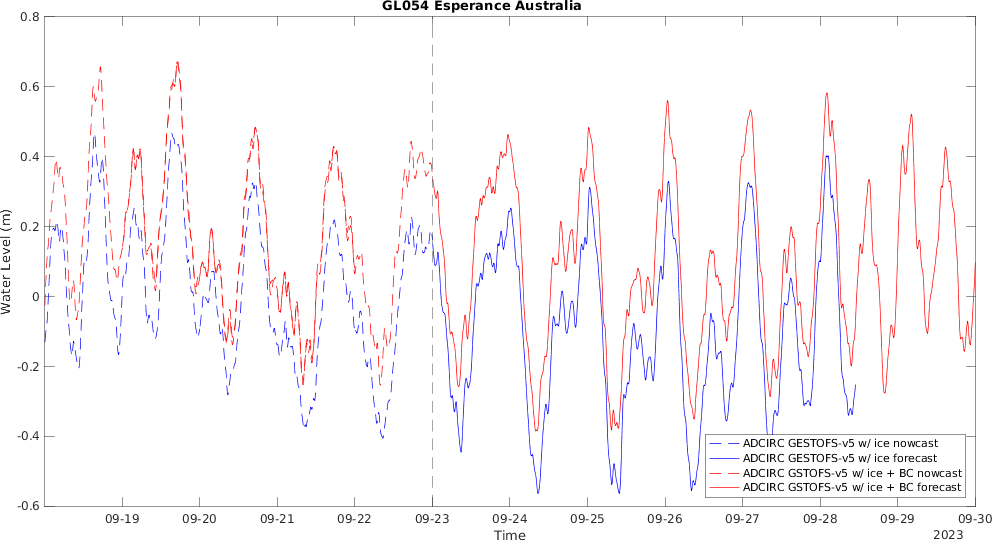 GL054 Esperance Australia
0.8
0.6
0.4
0.2
0
-0.2
-0.4
-0.6
Water Level (m)
ADCIRC GESTOFS-v5 w/ ice nowcast
ADCIRC GESTOFS-v5 w/ ice forecast
ADCIRC GSTOFS-v5 w/ ice + BC nowcast
ADCIRC GSTOFS-v5 w/ ice + BC forecast
09-19 09-20 09-21 09-22 09-23 09-24 09-25 09-26 09-27 09-28 09-29 09-30
Time
2023